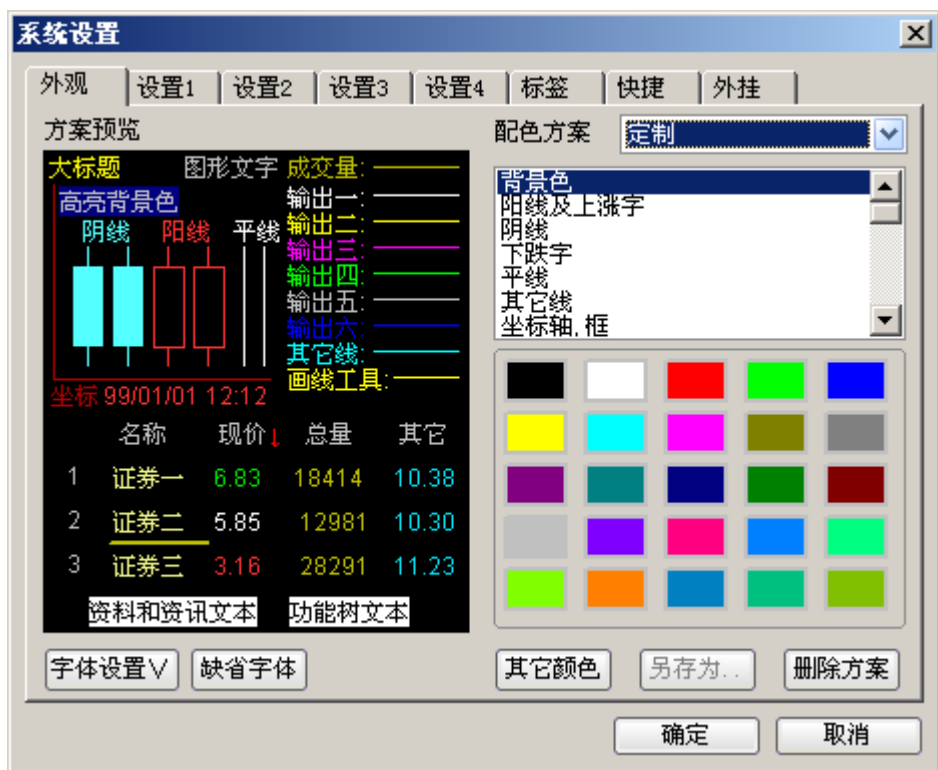 系统设置
外观 设置1 设置2 设置3 设置4 标签 快捷 外挂
方案预览
配色方案 定制
大标题 图形文字
高亮背景色
阴线 阳线 平线
坐标 99/01/01 12:12
成交量:
输出一:
输出二:
输出三:
输出四:
输出五:
输出六:
其它线:
画线工具:
名称 现价↓ 总量 其它
1 证券一 6.83 18414 10.38
2 证券二 5.85 12981 10.30
3 证券三 3.16 28291 11.23
资料和资讯文本 功能树文本
背景色
阳线及上涨字
阴线
下跌字
平线
其它线
坐标轴.框
字体设置∨ 缺省字体
其它颜色 另存为.. 删除方案
确定 取消